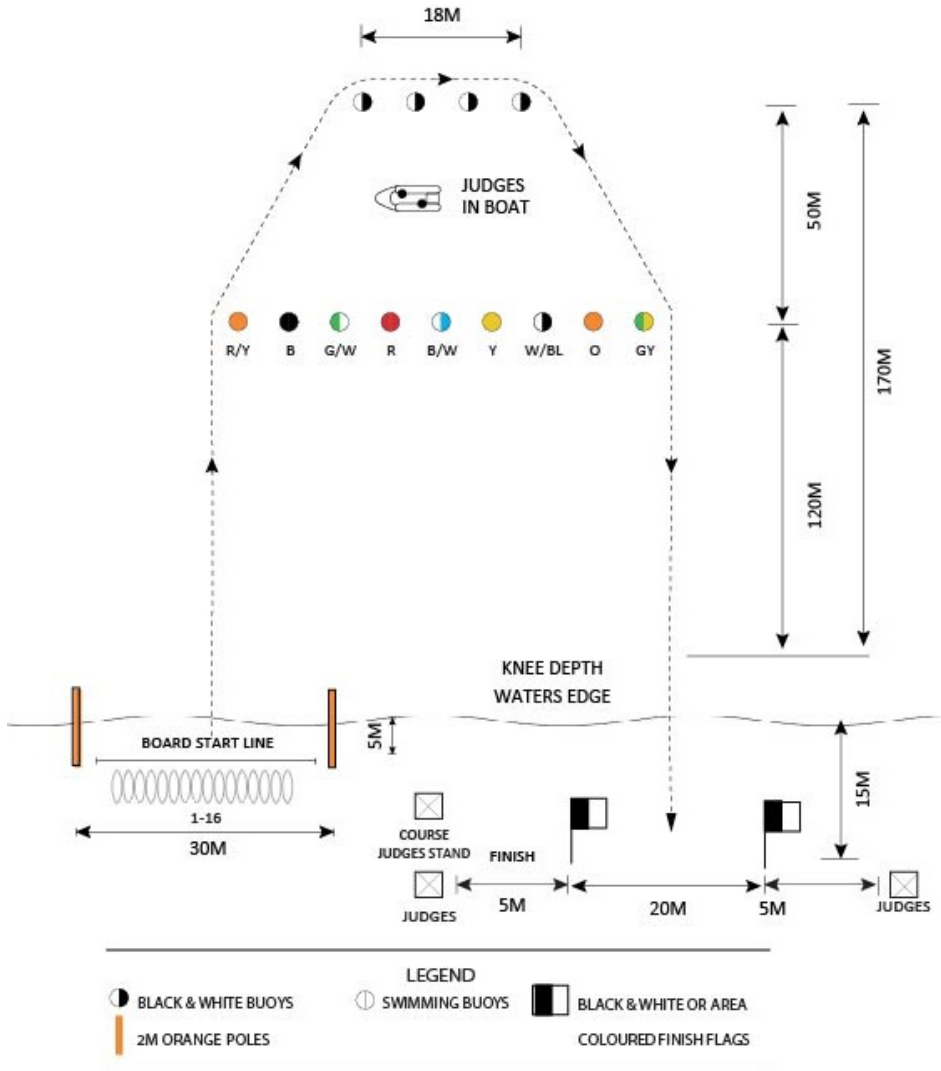 18M
JUDGES
IN BOAT
50M
170M
R/Y B G/W R B/W Y W/BL O GY
120M
KNEE DEPTH
WATERS EDGE
BOARD START LINE
5M
15M
1-16
30M
COURSE
JUDGES STAND
FINISH
JUDGES
5M
20M
5M
JUDGES
LEGEND
BLACK & WHITE BUOYS
SWIMMING BUOYS
BLACK & WHITE OR AREA
2M ORANGE POLES
COLOURED FINISH FLAGS